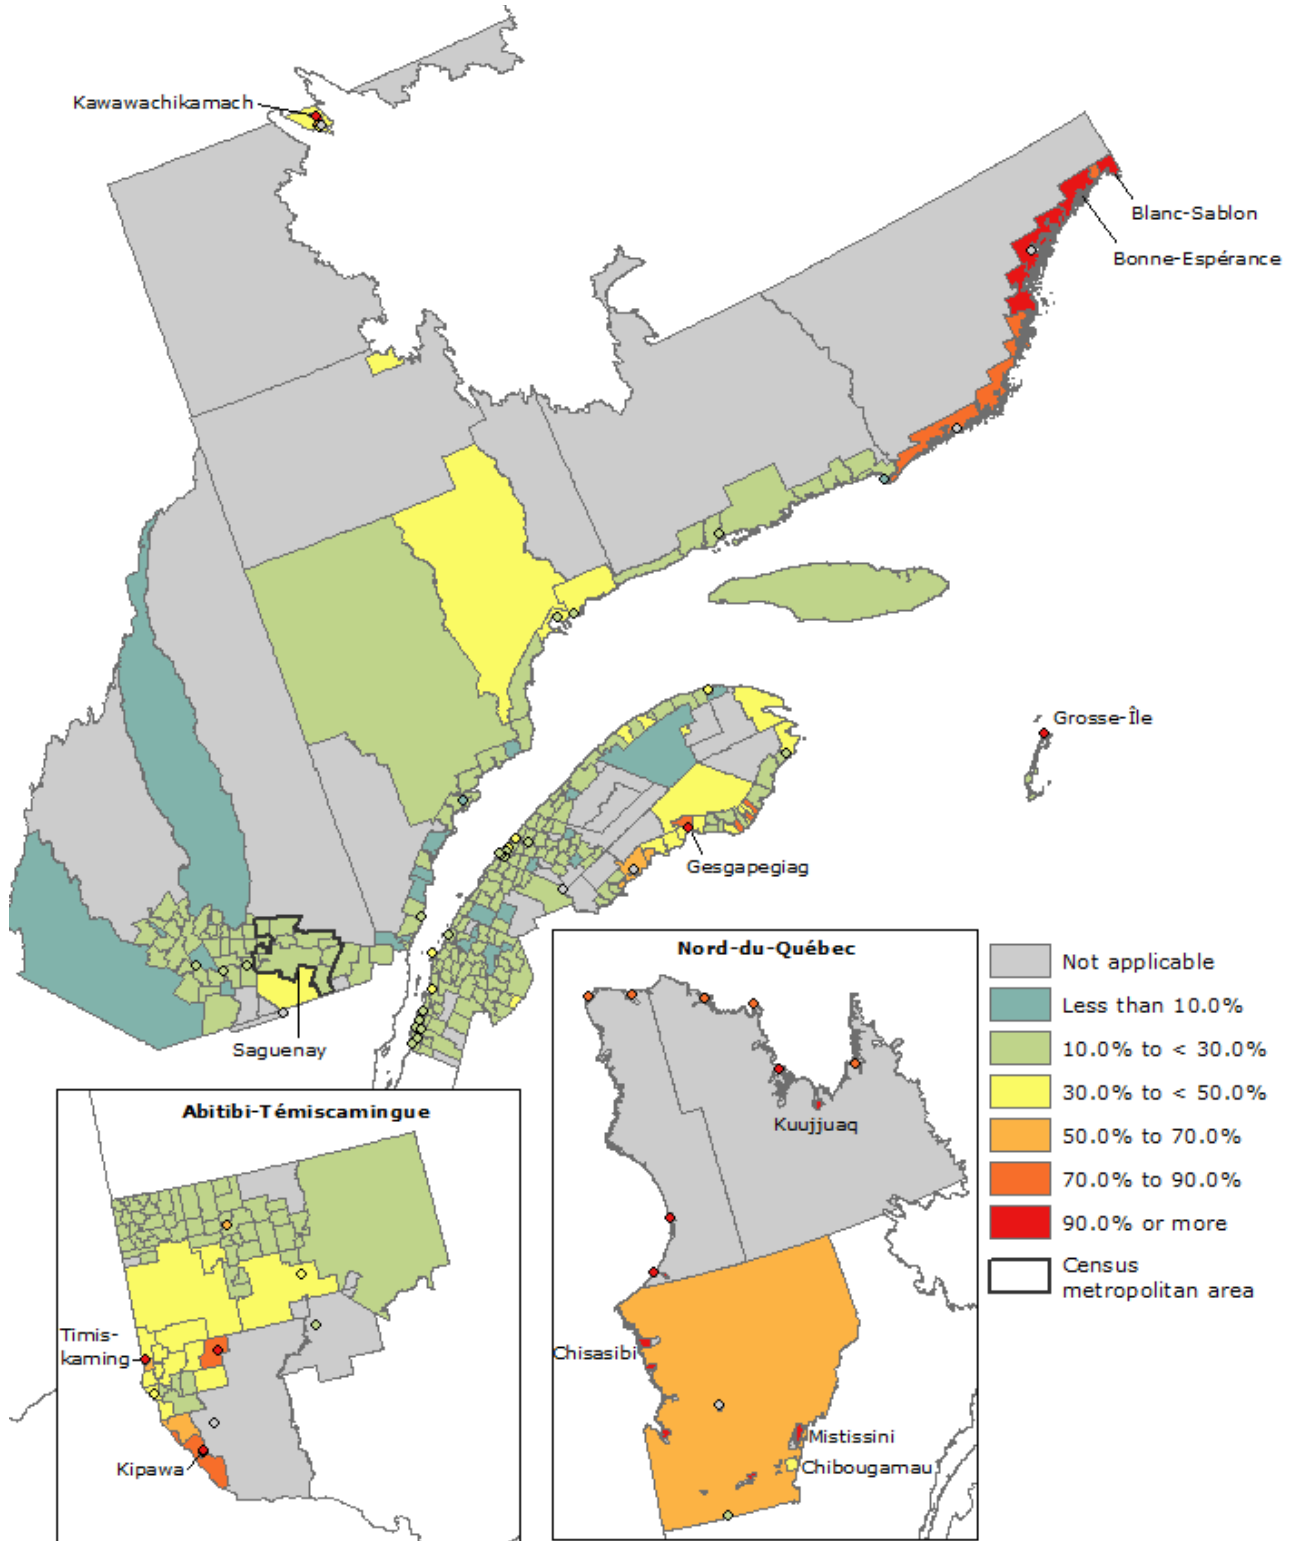 Kawawachikamach
Blanc-Sablon
Bonne-Espérance
Grosse-Île
Gesgapegiag
Saguenay
Nord-du-Québec
Kuujjuaq
Chisasibi
Mistissini
Chibougamau
Abitibi-Témiscamingue
Timis-
kaming
Kipawa
Not applicable
Less than 10.0%
10.0% to < 30.0%
30.0% to < 50.0%
50.0% to 70.0%
70.0% to 90.0%
90.0% or more
Census
metropolitan area